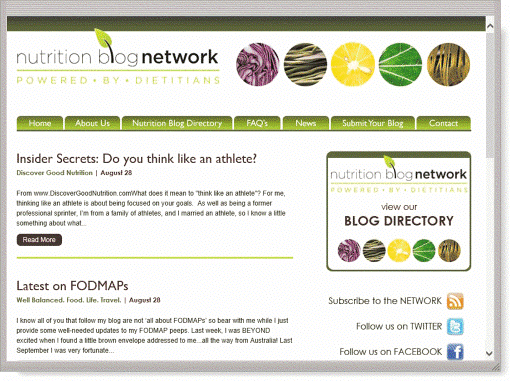 nutrition blog network
POWERED • BY • DIETITIANS
Home About Us Nutrition Blog Directory FAQ's News Submit Your Blog Contact
Insider Secrets: Do you think like an athlete?
Discover Good Nutrition | August 28
From www.DiscoverGoodNutrition.comWhat does it mean to "think like an athlete"? For me,
thinking like an athlete is about being focused on your goals. As well as being a former
professional sprinter, I'm from a family of athletes, and I married an athlete, so I know a little
something about what...
Read More
Latest on FODMAPs
Well Balanced. Food. Life. Travel. | August 28
I know all of you that follow my blog are not 'all about FODMAPs' so bear with me while I just
provide some well-needed updates to my FODMAP peeps. Last week, I was BEYOND
excited when I found a little brown envelope addressed to me...all the way from Australia! Last
September I was very fortunate...
nutrition blog network
POWERED • BY • DIETITIANS
view our
BLOG DIRECTORY
Subscribe to the NETWORK
Follow us on TWITTER
Follow us on FACEBOOK